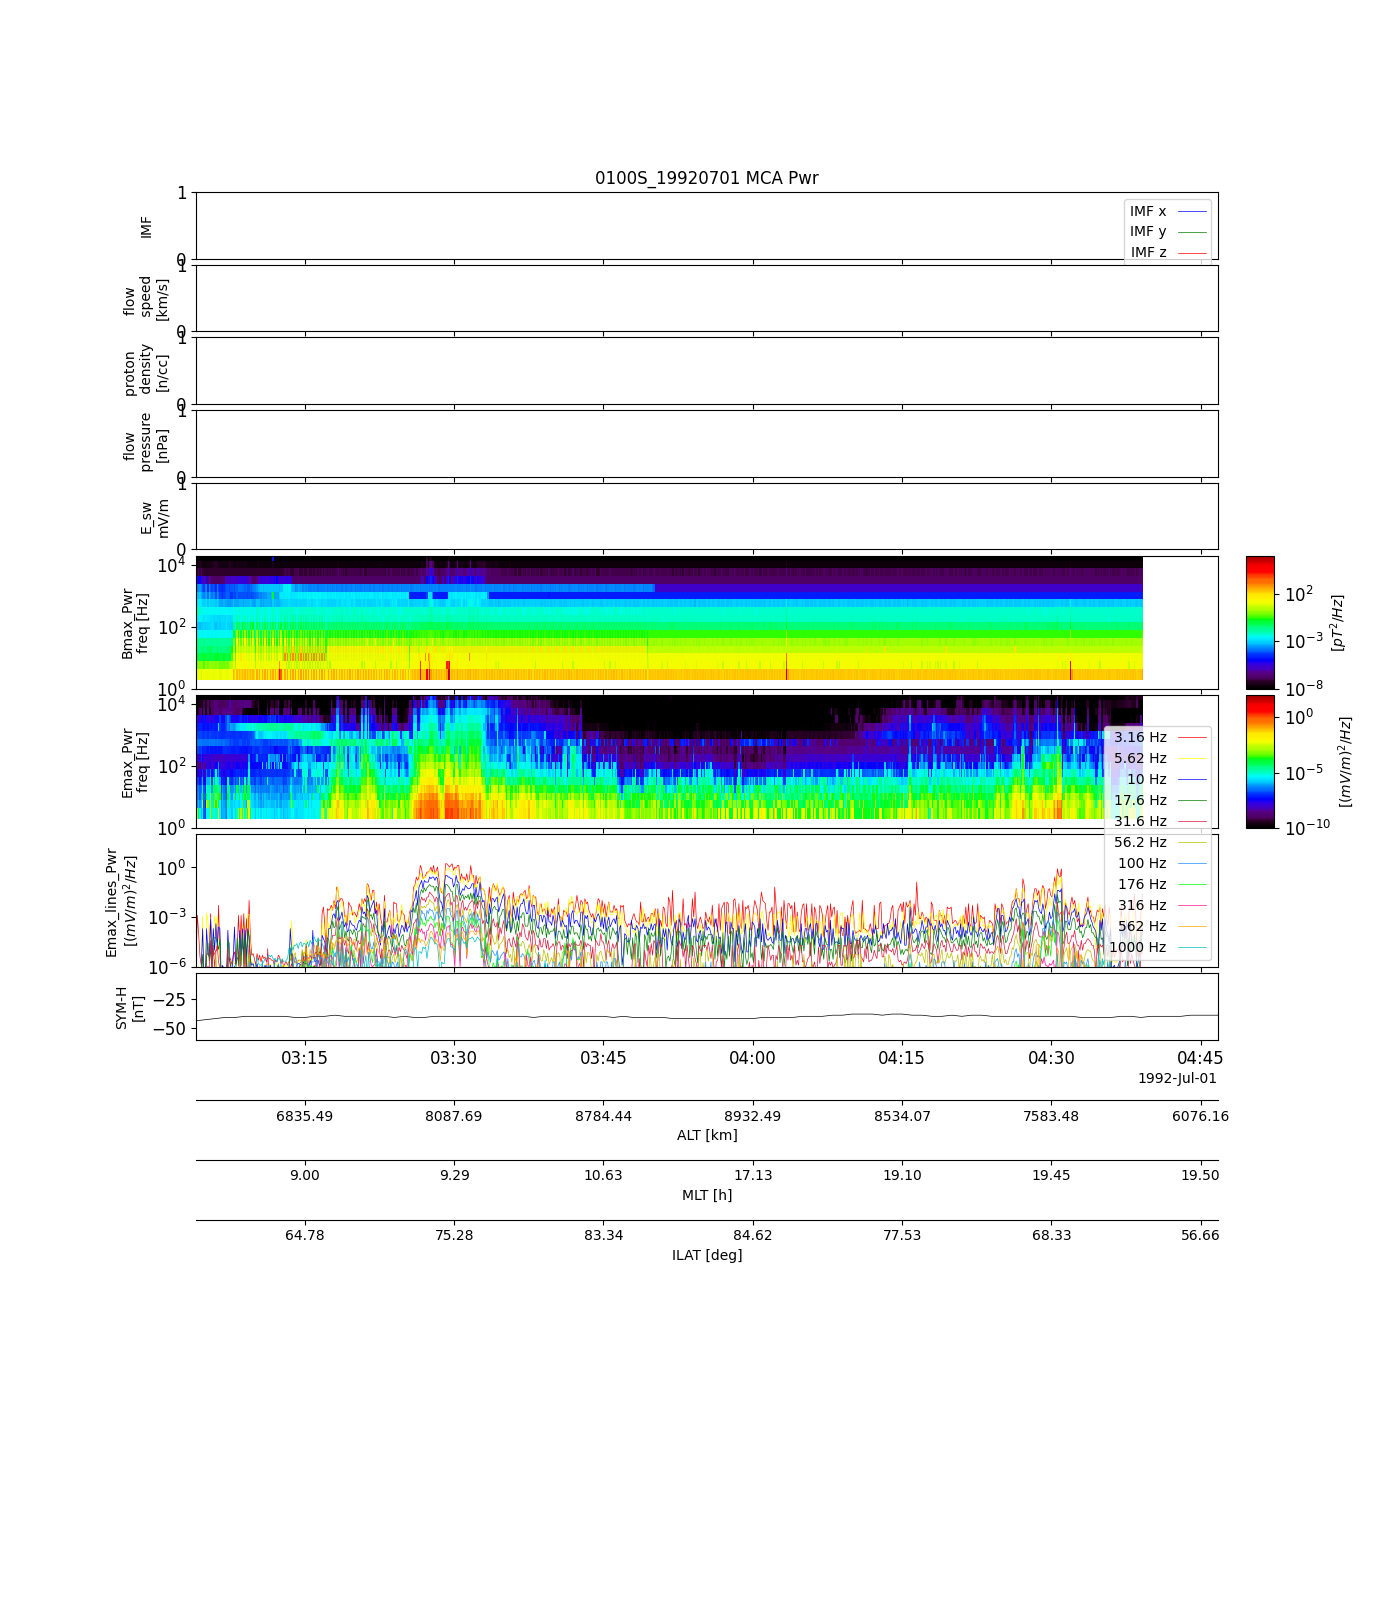 0100S_19920701 MCA Pwr
1
IMF
0
IMF x
IMF y
IMF z
1
flow
speed
[km/s]
0
1
proton
density
[n/cc]
0
1
flow
pressure
[nPa]
0
1
E_sw
mV/m
0
10^4
10^2
10^0
Bmax_Pwr
freq [Hz]
10^2
10^-3
10^-8
[pT^2/Hz]
10^4
10^2
10^0
Emax_Pwr
freq [Hz]
10^0
10^-5
10^-10
[(mV/m)^2/Hz]
3.16 Hz
5.62 Hz
10 Hz
17.6 Hz
31.6 Hz
56.2 Hz
100 Hz
176 Hz
316 Hz
562 Hz
1000 Hz
10^0
10^-3
10^-6
Emax_lines_Pwr
[(mV/m)^2/Hz]
−25
−50
SYM-H
[nT]
03:15 03:30 03:45 04:00 04:15 04:30 04:45
1992-Jul-01
6835.49 8087.69 8784.44 8932.49 8534.07 7583.48 6076.16
ALT [km]
9.00 9.29 10.63 17.13 19.10 19.45 19.50
MLT [h]
64.78 75.28 83.34 84.62 77.53 68.33 56.66
ILAT [deg]